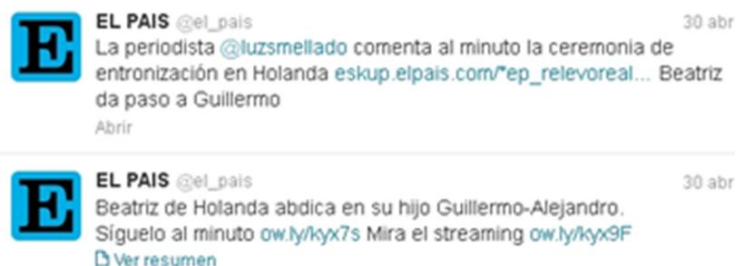 EL PAIS @el_pais 30 abr
La periodista @luzsmellado comenta al minuto la ceremonia de
entronización en Holanda eskup.elpais.com/*ep_relevoreal... Beatriz
da paso a Guillermo
Abrir
EL PAIS @el_pais 30 abr
Beatriz de Holanda abdica en su hijo Guillermo-Alejandro.
Síguelo al minuto ow.ly/kyx7s Mira el streaming ow.ly/kyx9F
Ver resumen